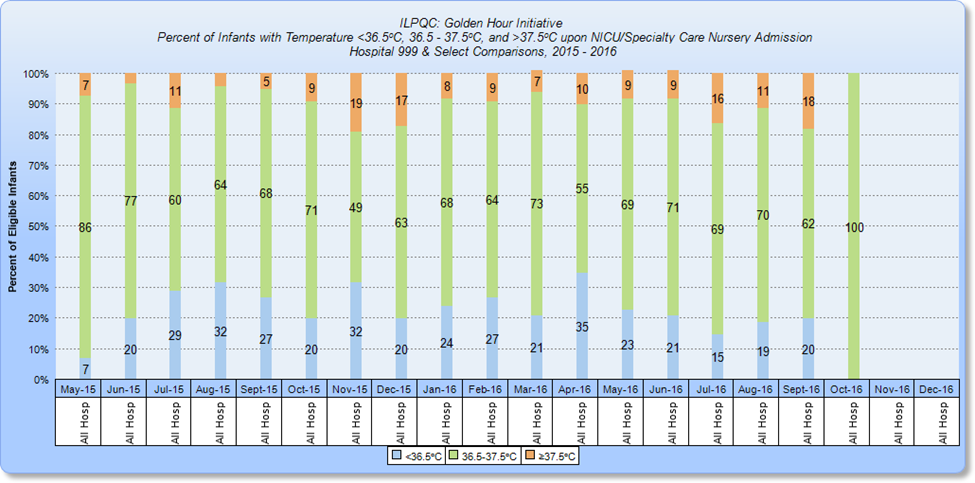 ILPQC: Golden Hour Initiative
Percent of Infants with Temperature <36.5ºC, 36.5 - 37.5ºC, and >37.5ºC upon NICU/Specialty Care Nursery Admission
Hospital 999 & Select Comparisons, 2015 - 2016
Percent of Eligible Infants
100%
90%
80%
70%
60%
50%
40%
30%
20%
10%
0%
7 11 5 9 19 17 8 9 7 10 9 9 16 11 18
86 77 60 64 68 71 49 63 68 64 73 55 69 71 69 70 62 100
7 20 29 32 27 20 32 20 24 27 21 35 23 21 15 19 20
May-15 Jun-15 Jul-15 Aug-15 Sept-15 Oct-15 Nov-15 Dec-15 Jan-16 Feb-16 Mar-16 Apr-16 May-16 Jun-16 Jul-16 Aug-16 Sept-16 Oct-16 Nov-16 Dec-16
All Hosp All Hosp All Hosp All Hosp All Hosp All Hosp All Hosp All Hosp All Hosp All Hosp All Hosp All Hosp All Hosp All Hosp All Hosp All Hosp All Hosp All Hosp All Hosp All Hosp
<36.5ºC 36.5-37.5ºC ≥37.5ºC